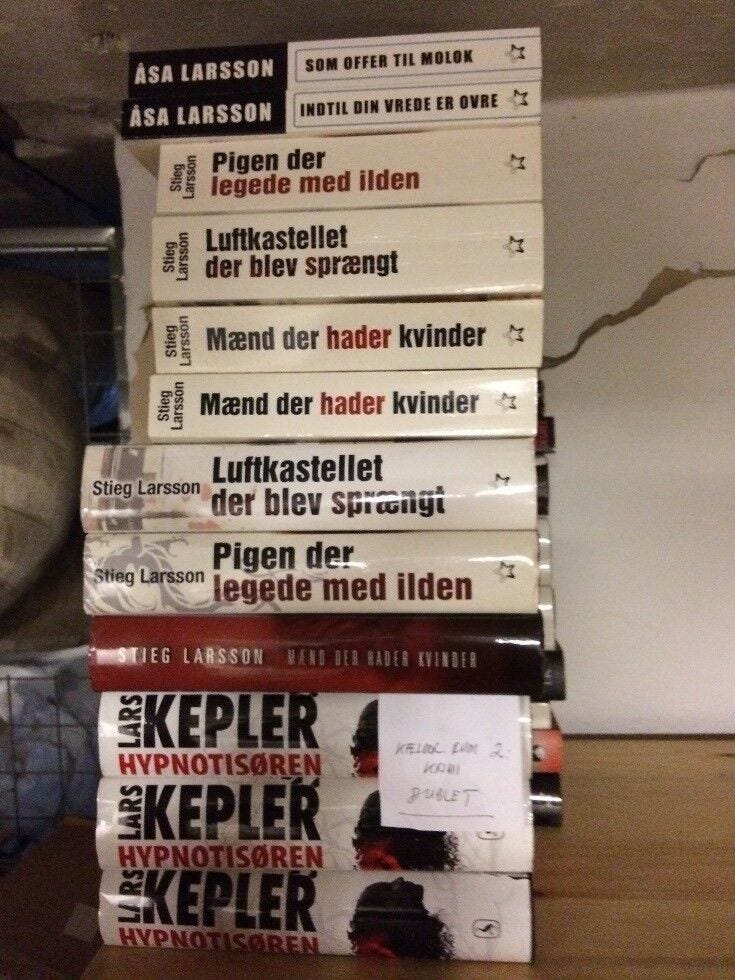 ÅSA LARSSON SOM OFFER TIL MOLOK
ÅSA LARSSON INDTIL DIN VREDE ER OVRE
Stieg Larsson
Pigen der
legede med ilden
Stieg Larsson
Luftkastellet
der blev sprængt
Stieg Larsson
Mænd der hader kvinder
Stieg Larsson
Mænd der hader kvinder
Stieg Larsson
Luftkastellet
der blev sprængt
Stieg Larsson
Pigen der
legede med ilden
STIEG LARSSON MÆND DER HADER KVINDER
LARS KEPLER
HYPNOTISØREN
KÆLDER RUM 2.
LARS KEPLER
HYPNOTISØREN
LARS KEPLER
HYPNOTISØREN